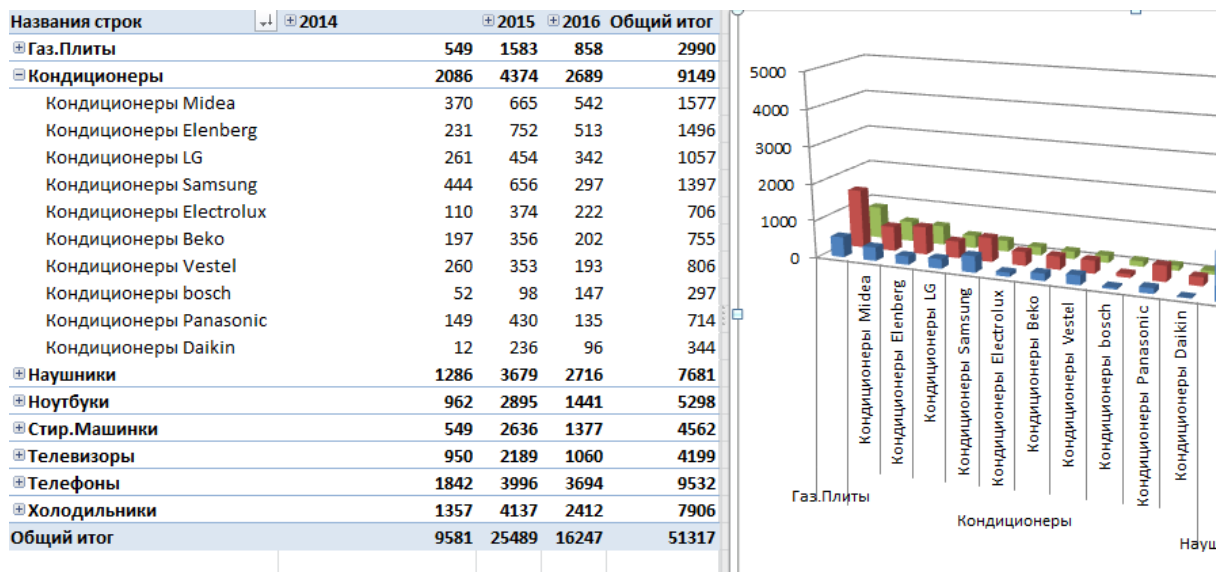 Названия строк 2014 2015 2016 Общий итог
Газ.Плиты 549 1583 858 2990
Кондиционеры 2086 4374 2689 9149
Кондиционеры Midea 370 665 542 1577
Кондиционеры Elenberg 231 752 513 1496
Кондиционеры LG 261 454 342 1057
Кондиционеры Samsung 444 656 297 1397
Кондиционеры Electrolux 110 374 222 706
Кондиционеры Beko 197 356 202 755
Кондиционеры Vestel 260 353 193 806
Кондиционеры bosch 52 98 147 297
Кондиционеры Panasonic 149 430 135 714
Кондиционеры Daikin 12 236 96 344
Наушники 1286 3679 2716 7681
Ноутбуки 962 2895 1441 5298
Стир.Машинки 549 2636 1377 4562
Телевизоры 950 2189 1060 4199
Телефоны 1842 3996 3694 9532
Холодильники 1357 4137 2412 7906
Общий итог 9581 25489 16247 51317
5000
4000
3000
2000
1000
0
Кондиционеры Midea
Кондиционеры Elenberg
Кондиционеры LG
Кондиционеры Samsung
Кондиционеры Electrolux
Кондиционеры Beko
Кондиционеры Vestel
Кондиционеры bosch
Кондиционеры Panasonic
Кондиционеры Daikin
Газ.Плиты
Кондиционеры